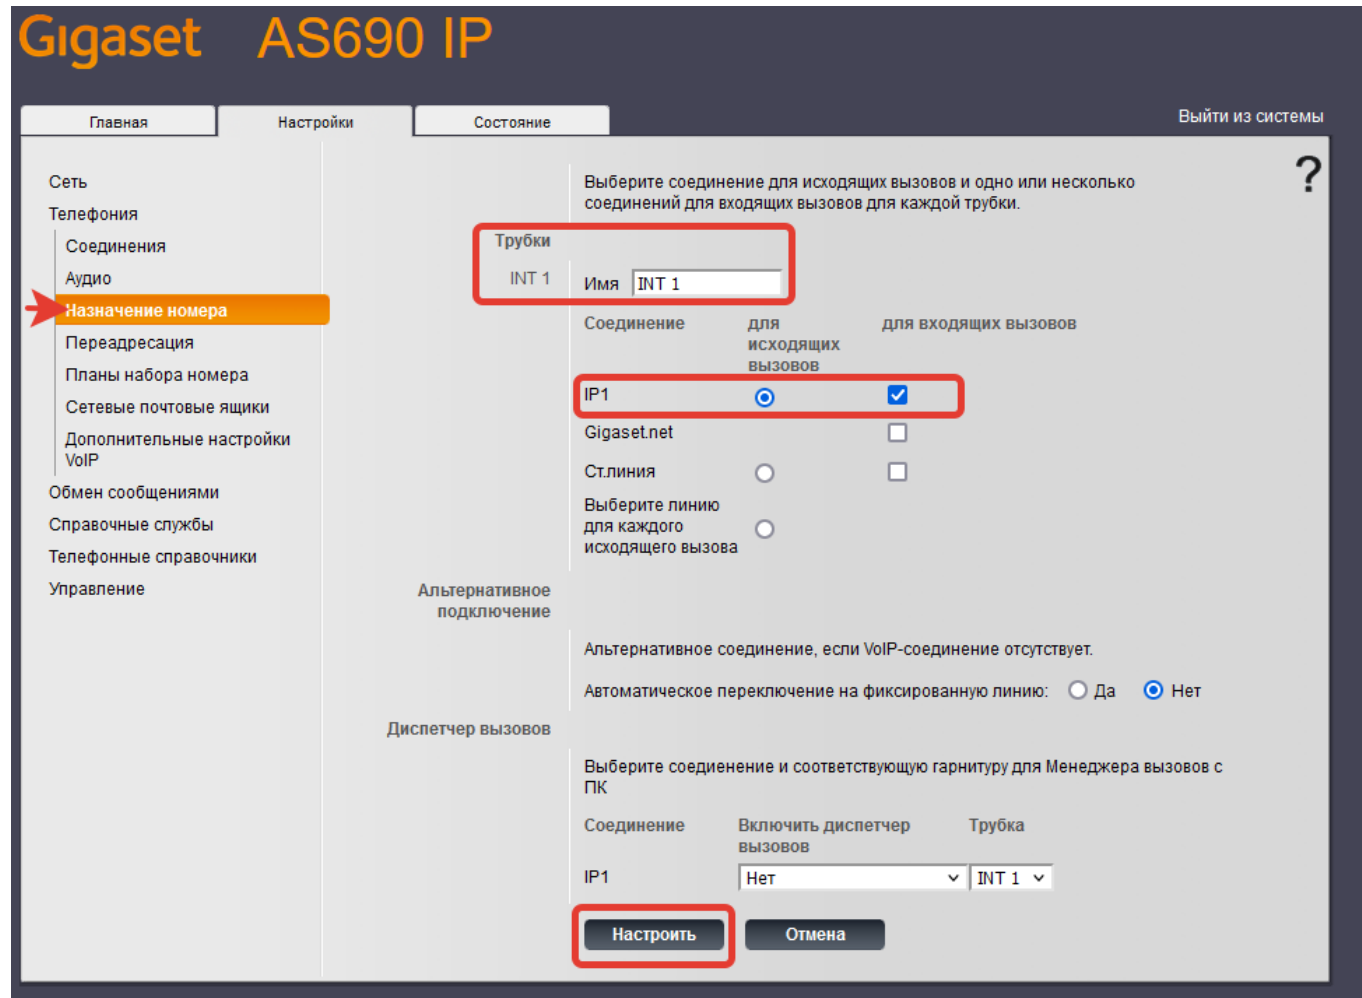 Gigaset AS690 IP
Главная Настройки Состояние Выйти из системы
?
Сеть
Телефония
Соединения
Аудио
Назначение номера
Переадресация
Планы набора номера
Сетевые почтовые ящики
Дополнительные настройки
VoIP
Обмен сообщениями
Справочные службы
Телефонные справочники
Управление
Выберите соединение для исходящих вызовов и одно или несколько
соединений для входящих вызовов для каждой трубки.
Трубки
INT 1 Имя INT 1
Соединение для исходящих вызовов для входящих вызовов
IP1
Gigaset.net
Ст.линия
Выберите линию
для каждого
исходящего вызова
Альтернативное
подключение
Альтернативное соединение, если VoIP-соединение отсутствует.
Автоматическое переключение на фиксированную линию: Да Нет
Диспетчер вызовов
Выберите соедиенение и соответствующую гарнитуру для Менеджера вызовов с
ПК
Соединение Включить диспетчер вызовов Трубка
IP1 Нет INT 1
Настроить Отмена